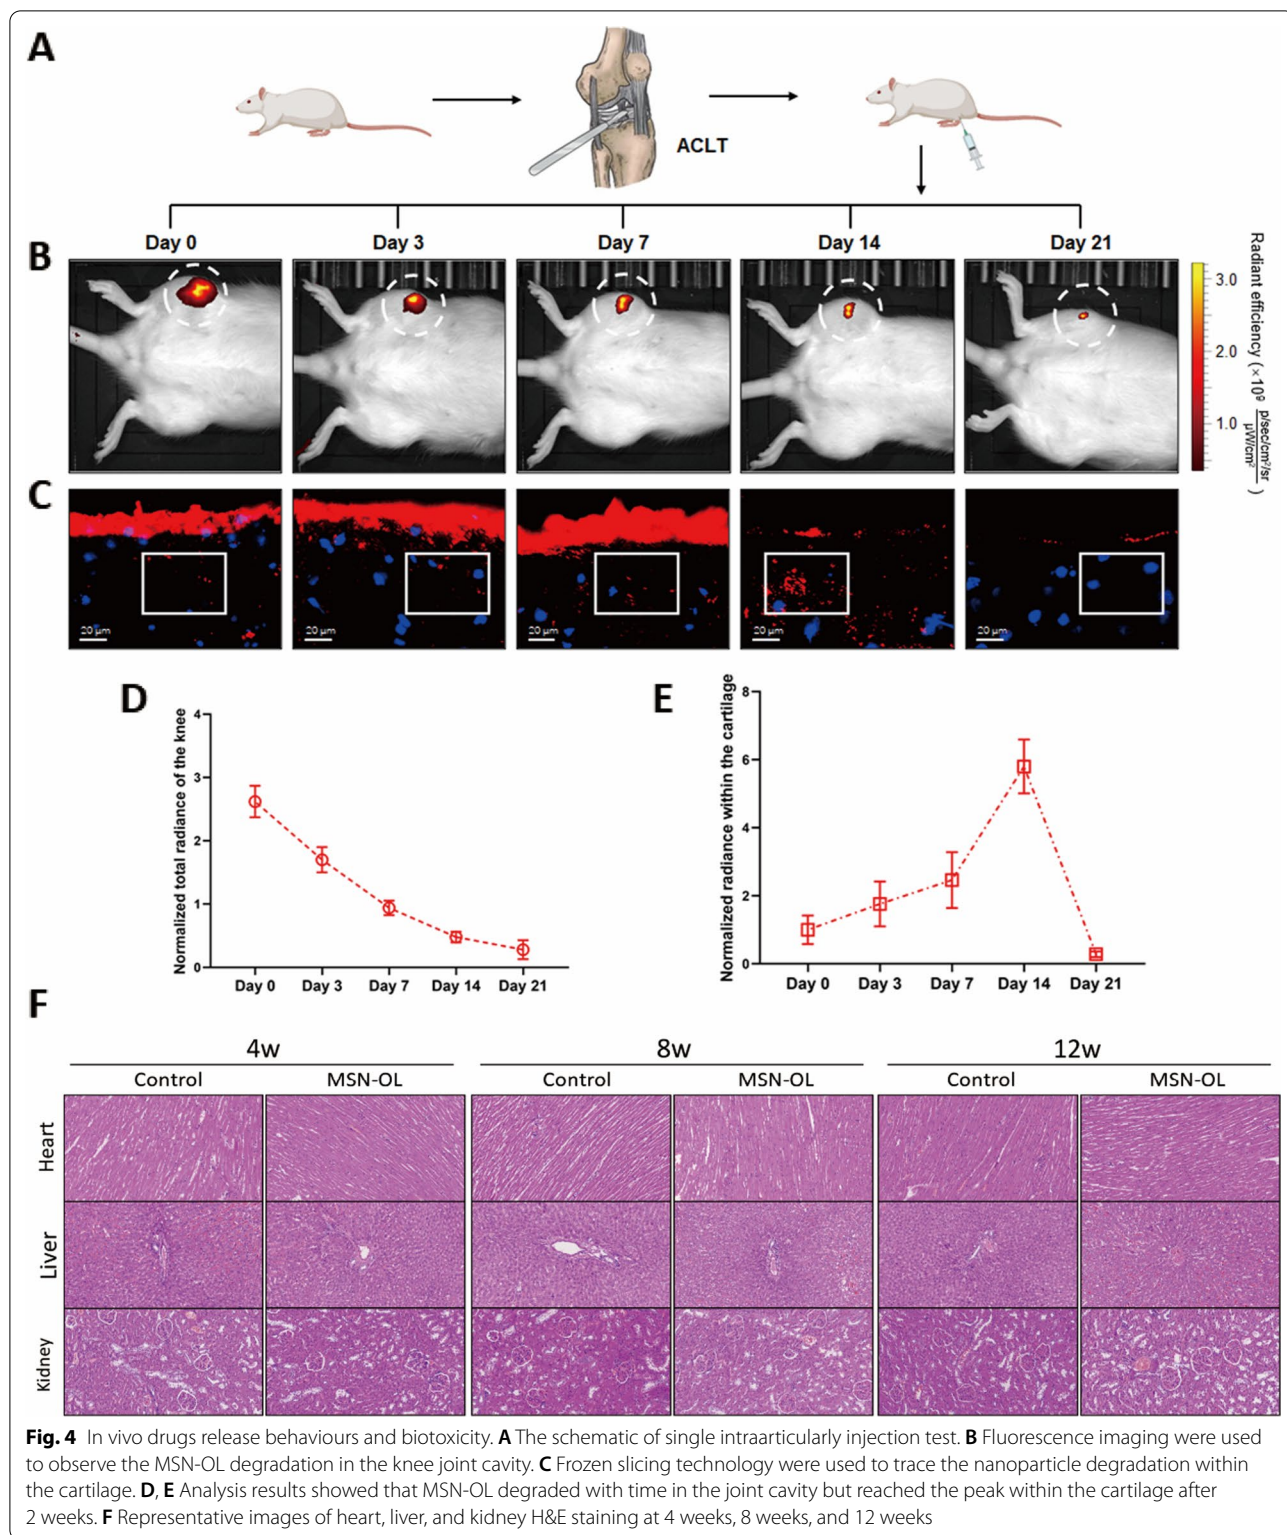 A
ACLT
Day 0 Day 3 Day 7 Day 14 Day 21
B
Radiant efficiency (×10⁹ p/sec/cm²/sr / μW/cm²)
3.0
2.0
1.0
C
20 μm 20 μm 20 μm 20 μm 20 μm
D
Normalized total radiance of the knee
4
3
2
1
0
Day 0 Day 3 Day 7 Day 14 Day 21
E
Normalized radiance within the cartilage
8
6
4
2
0
Day 0 Day 3 Day 7 Day 14 Day 21
F
4w 8w 12w
Control MSN-OL Control MSN-OL Control MSN-OL
Heart
Liver
Kidney
Fig. 4 In vivo drugs release behaviours and biotoxicity. A The schematic of single intraarticularly injection test. B Fluorescence imaging were used
to observe the MSN-OL degradation in the knee joint cavity. C Frozen slicing technology were used to trace the nanoparticle degradation within
the cartilage. D, E Analysis results showed that MSN-OL degraded with time in the joint cavity but reached the peak within the cartilage after
2 weeks. F Representative images of heart, liver, and kidney H&E staining at 4 weeks, 8 weeks, and 12 weeks